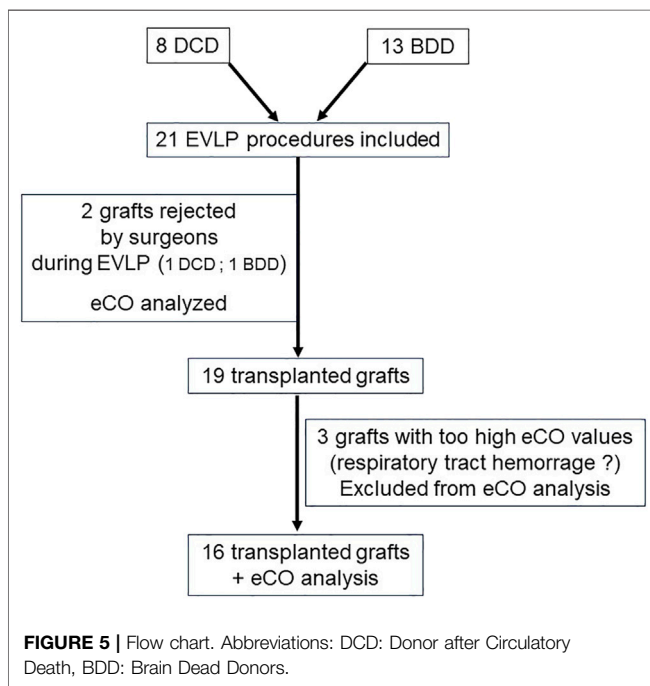 8 DCD
13 BDD
21 EVLP procedures included
2 grafts rejected
by surgeons
during EVLP (1 DCD ; 1 BDD)
eCO analyzed
19 transplanted grafts
3 grafts with too high eCO values
(respiratory tract hemorrage ?)
Excluded from eCO analysis
16 transplanted grafts
+ eCO analysis
FIGURE 5 | Flow chart. Abbreviations: DCD: Donor after Circulatory
Death, BDD: Brain Dead Donors.